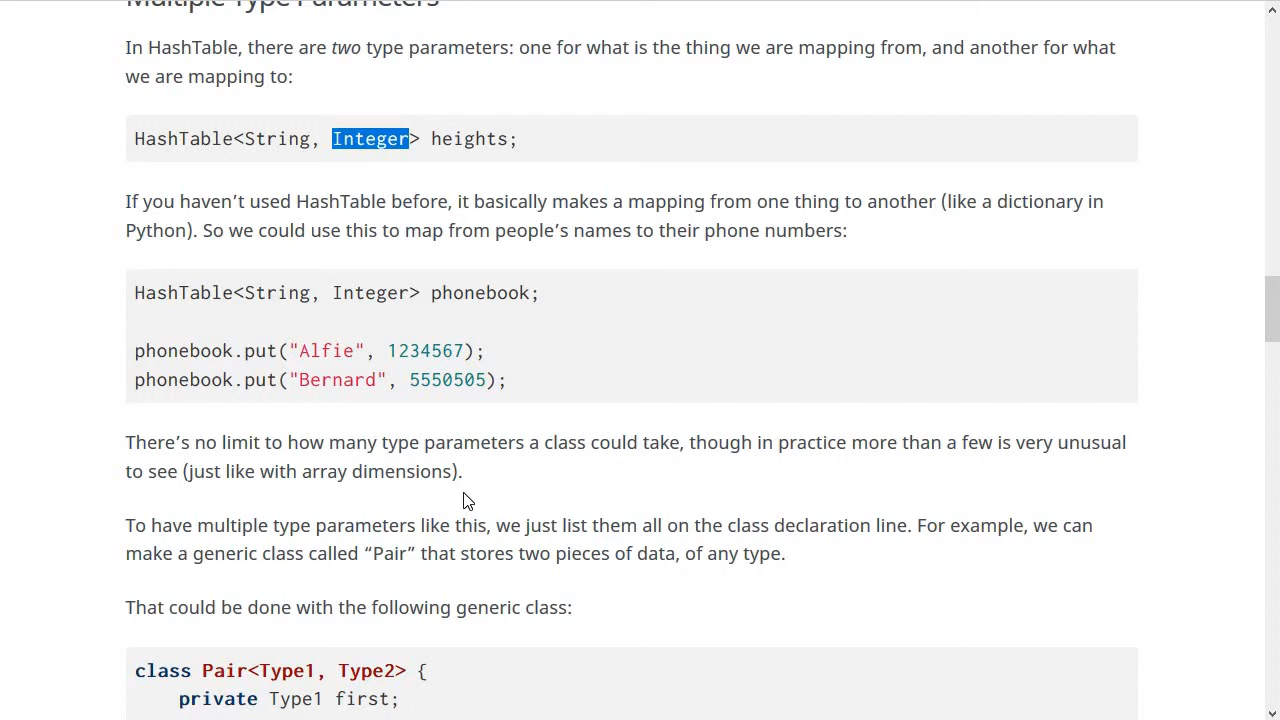 Multiple Type Parameters
In HashTable, there are two type parameters: one for what is the thing we are mapping from, and another for what
we are mapping to:
HashTable<String, Integer> heights;
If you haven’t used HashTable before, it basically makes a mapping from one thing to another (like a dictionary in
Python). So we could use this to map from people’s names to their phone numbers:
HashTable<String, Integer> phonebook;
phonebook.put("Alfie", 1234567);
phonebook.put("Bernard", 5550505);
There’s no limit to how many type parameters a class could take, though in practice more than a few is very unusual
to see (just like with array dimensions).
To have multiple type parameters like this, we just list them all on the class declaration line. For example, we can
make a generic class called “Pair” that stores two pieces of data, of any type.
That could be done with the following generic class:
class Pair<Type1, Type2> {
private Type1 first;